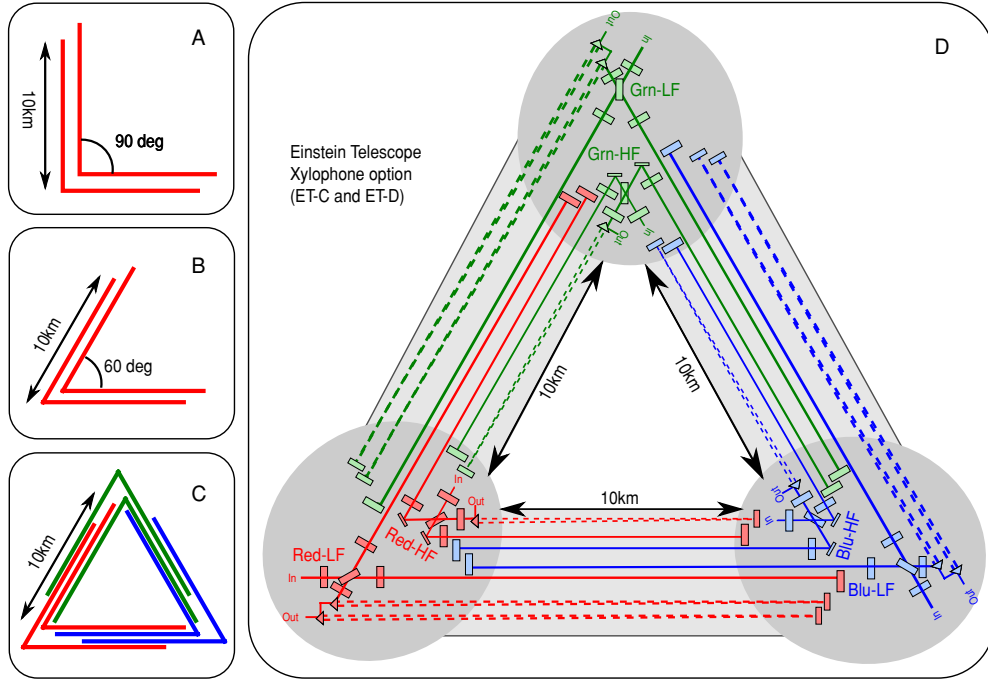 A
10km
90 deg
B
10km
60 deg
C
10km
D
Einstein Telescope
Xylophone option
(ET-C and ET-D)
Out
In
Grn-LF
Grn-HF
In
Out
10km
10km
10km
In
Out
Red-HF
Red-LF
In
Out
Out
In
Blu-HF
Blu-LF
Out
In